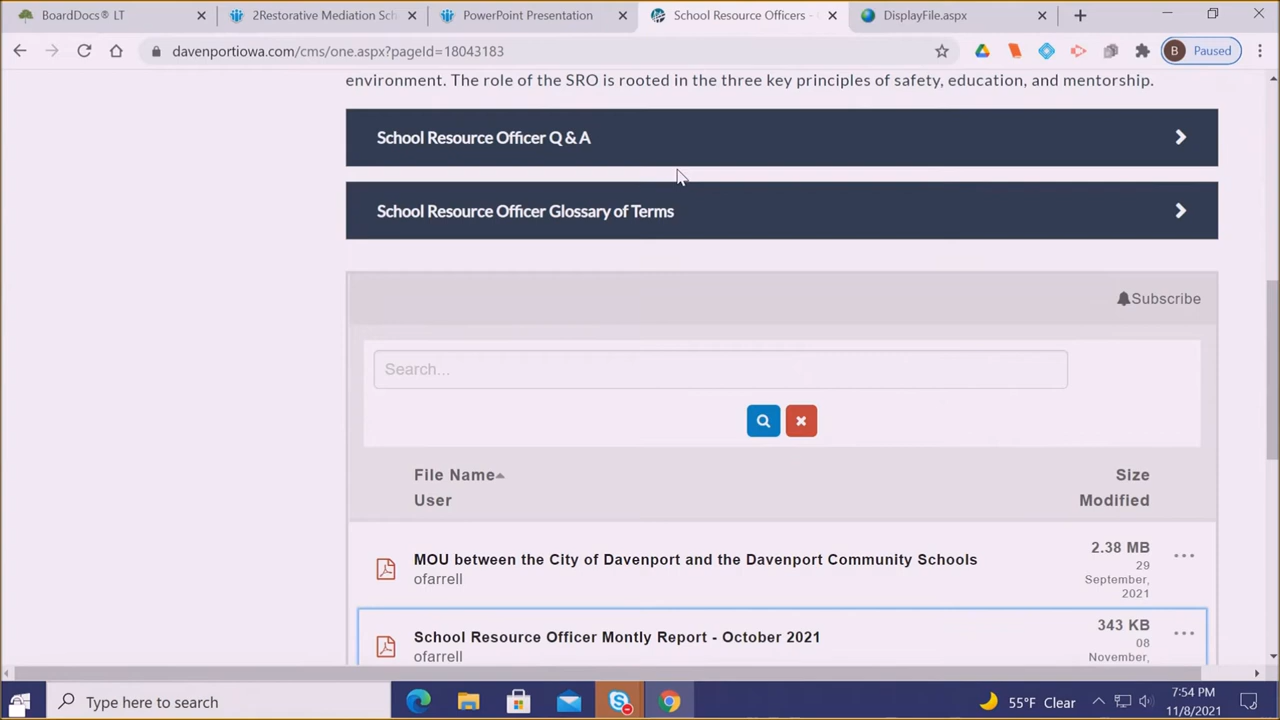 BoardDocs® LT
2Restorative Mediation Sch
PowerPoint Presentation
School Resource Officers -
DisplayFile.aspx
davenportiowa.com/cms/one.aspx?pageId=18043183
B Paused
environment. The role of the SRO is rooted in the three key principles of safety, education, and mentorship.
School Resource Officer Q & A
School Resource Officer Glossary of Terms
Subscribe
Search...
File Name
Size
User
Modified
MOU between the City of Davenport and the Davenport Community Schools
ofarrell
2.38 MB
29
September,
2021
School Resource Officer Montly Report - October 2021
ofarrell
343 KB
08
November,
Type here to search
55°F Clear
7:54 PM
11/8/2021